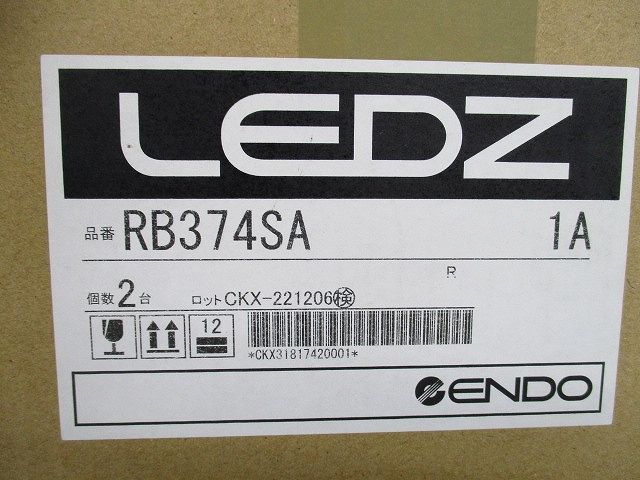 LEDZ
品番 RB374SA 1A
R
個数 2 台 ロット CKX-221206 検
12
*CKX31817420001*
ENDO